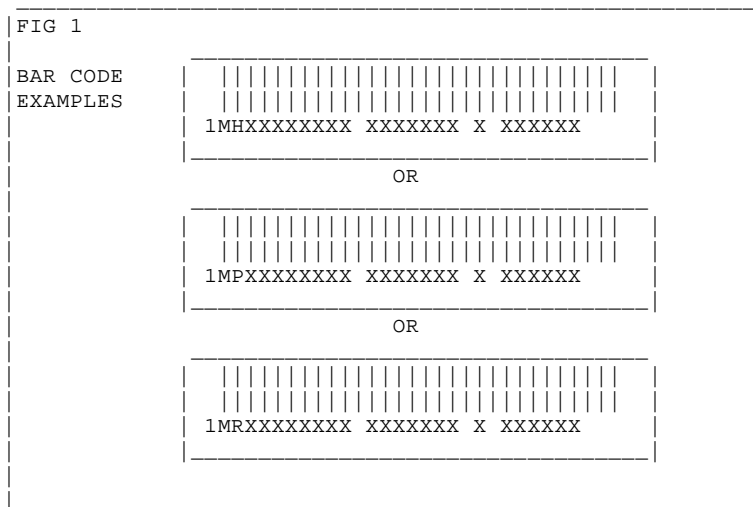 FIG 1
BAR CODE
EXAMPLES
1MHXXXXXXXX XXXXXXX X XXXXXX
OR
1MPXXXXXXXX XXXXXXX X XXXXXX
OR
1MRXXXXXXXX XXXXXXX X XXXXXX